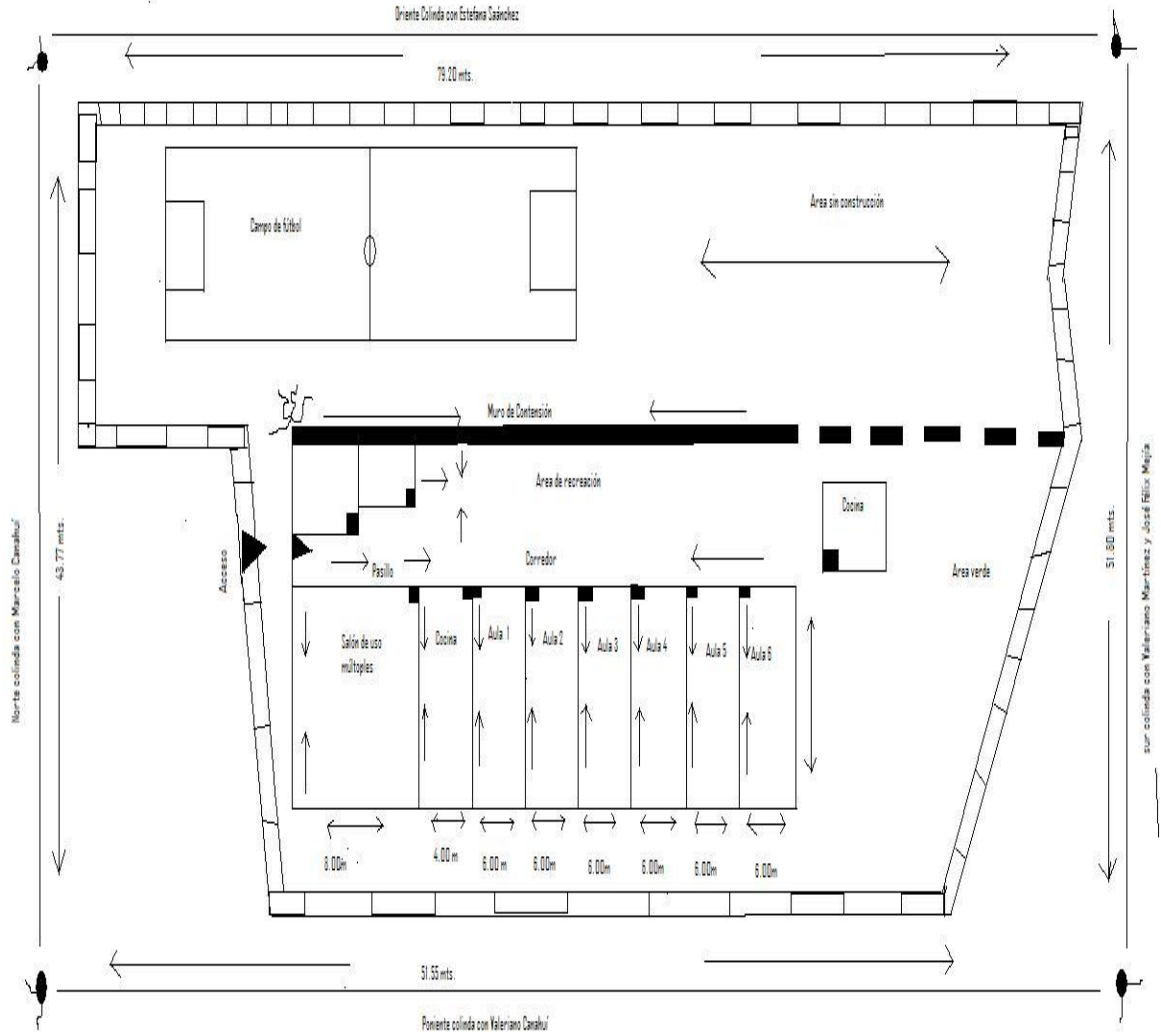 Oriente Colinda con Estefana Saánchez
79.20 mts.
Campo de fútbol
Area sin construcción
Muro de Contensión
Area de recreación
Cocina
Corredor
Pasillo
Area verde
Acceso
Salón de uso
múltoples
Cocina
Aula 1
Aula 2
Aula 3
Aula 4
Aula 5
Aula 6
8.00m
4.00 m
6.00 m
6.00m
6.00m
6.00m
6.00m
6.00m
51.55 mts.
Poniente colinda con Valeriano Canahuí
Norte colinda con Marcelo Canahuí
43.77 mts.
51.80 mts.
sur colinda con Valeriano Martínez y José Félix Mejía